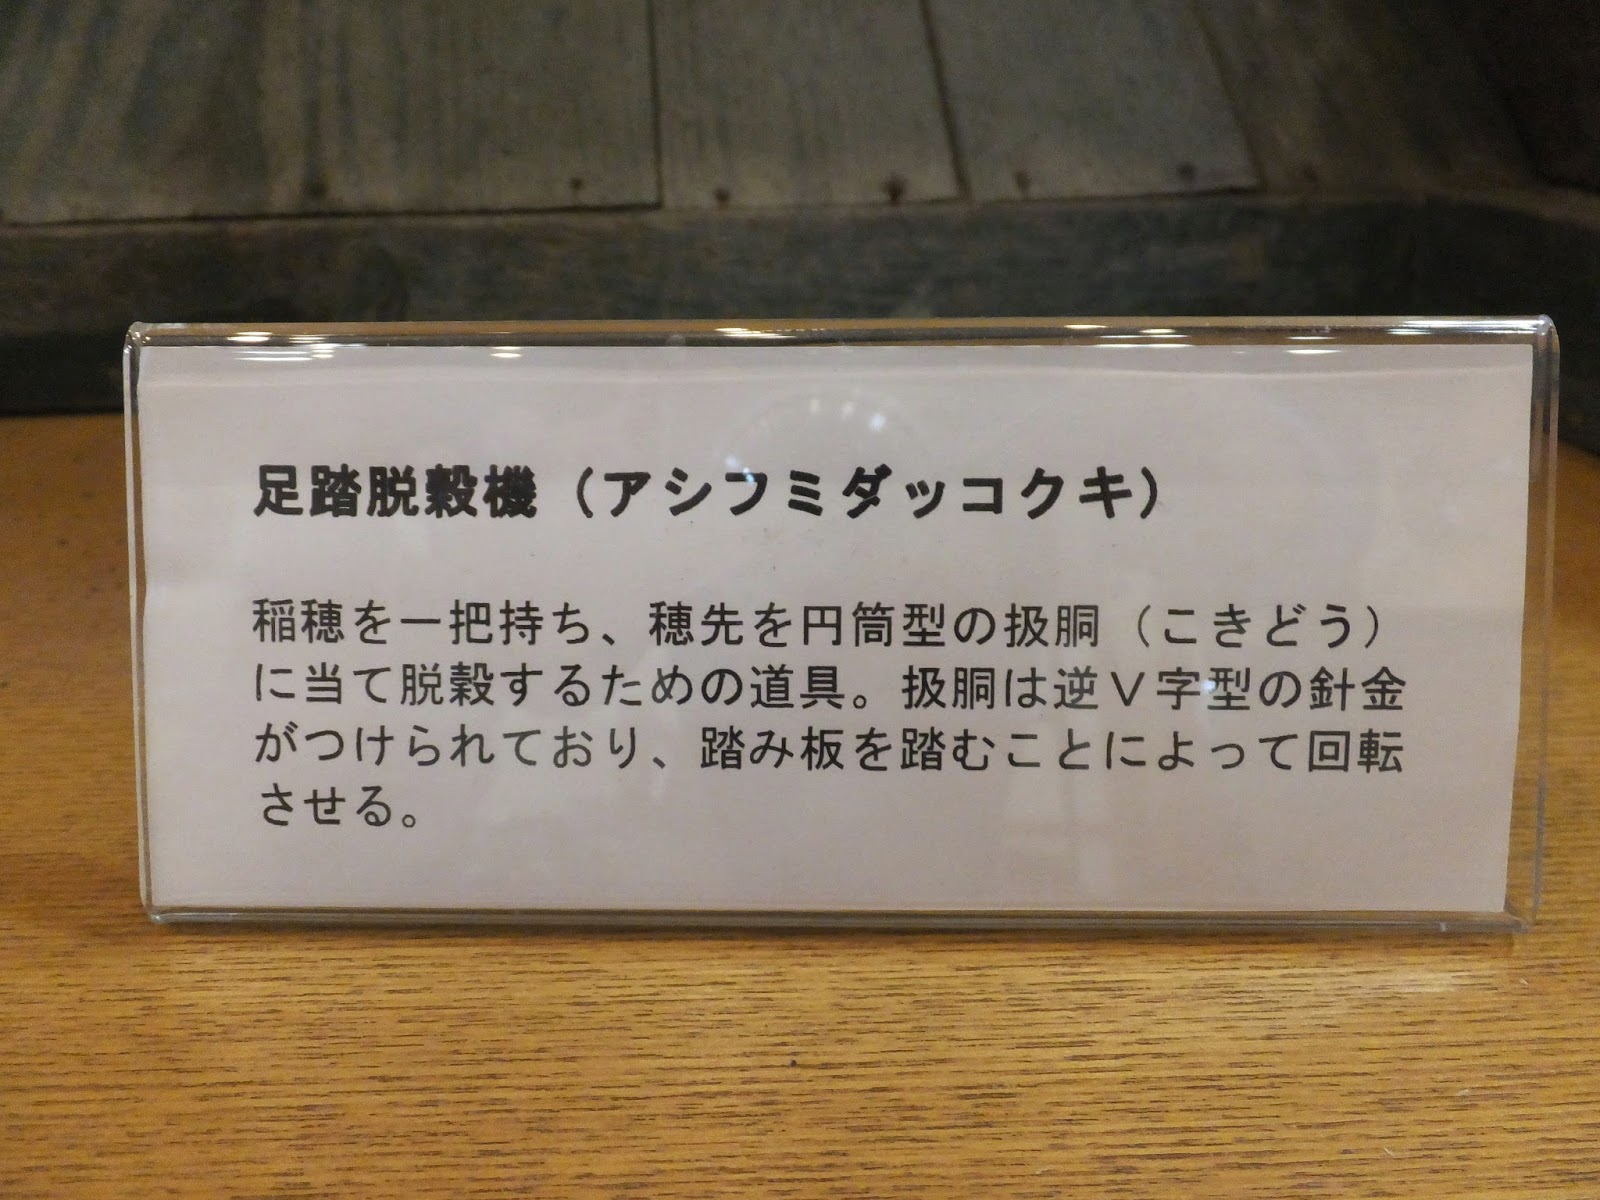 足踏脱穀機（アシフミダッコクキ）
稲穂を一把持ち、穂先を円筒型の扱胴（こきどう）
に当て脱穀するための道具。扱胴は逆Ｖ字型の針金
がつけられており、踏み板を踏むことによって回転
させる。